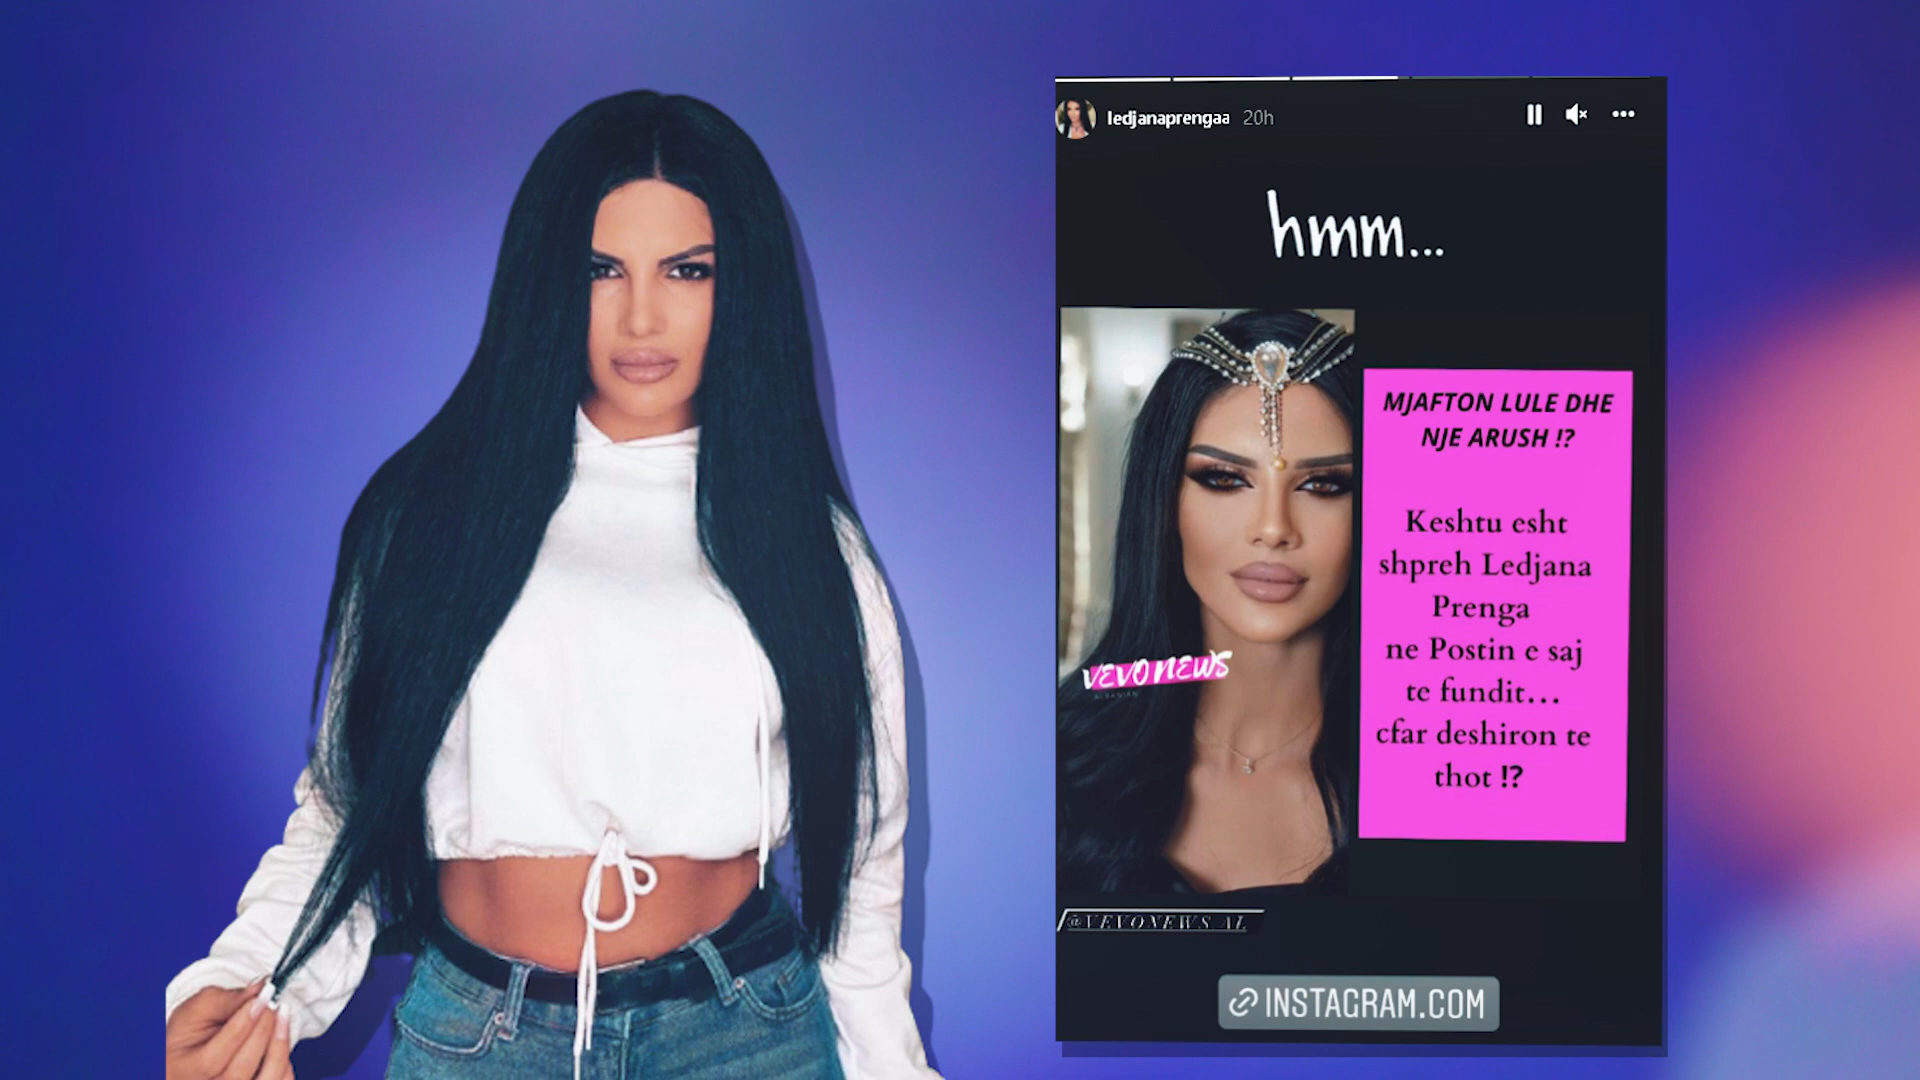 ledjanaprengaa 20h
hmm...
MJAFTON LULE DHE
NJE ARUSH !?
Keshtu esht
shpreh Ledjana
Prenga
ne Postin e saj
te fundit...
cfar deshiron te
thot !?
VEVO NEWS
ALBANIAN
@VEVONEWS_AL
INSTAGRAM.COM